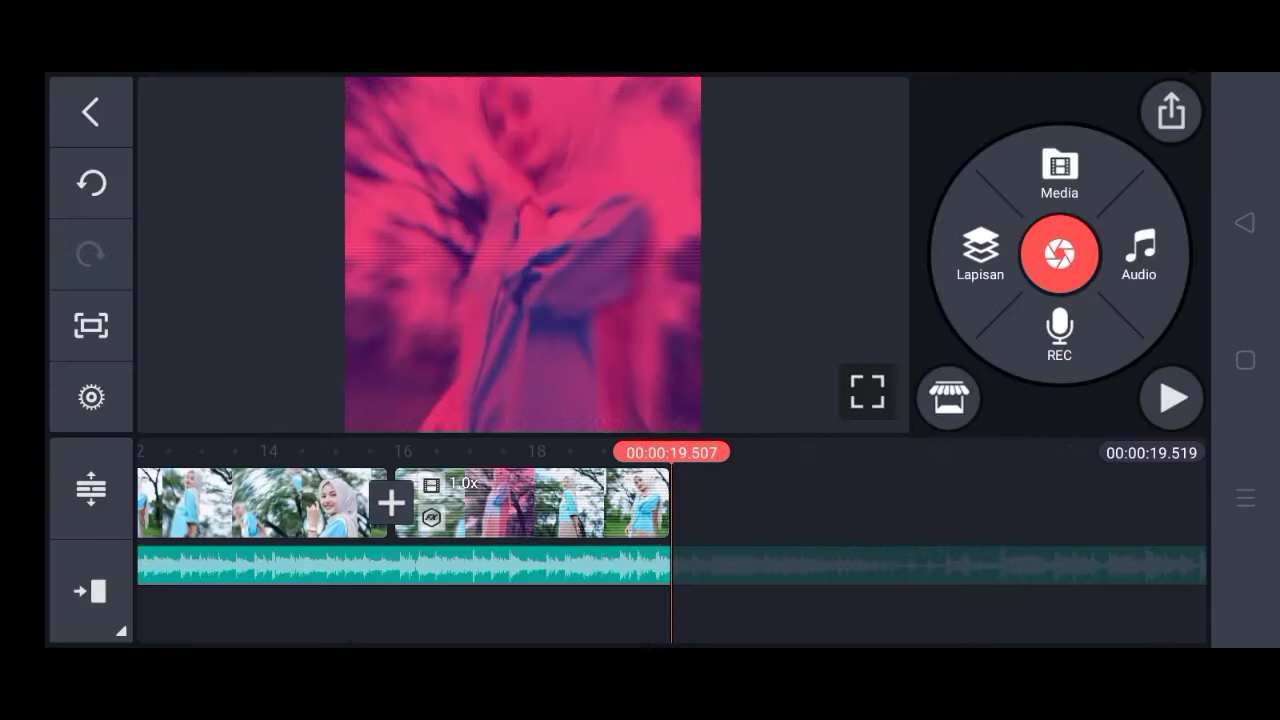 Media
Lapisan
Audio
REC
2
14
16
18
00:00:19.507
00:00:19.519
1.0x